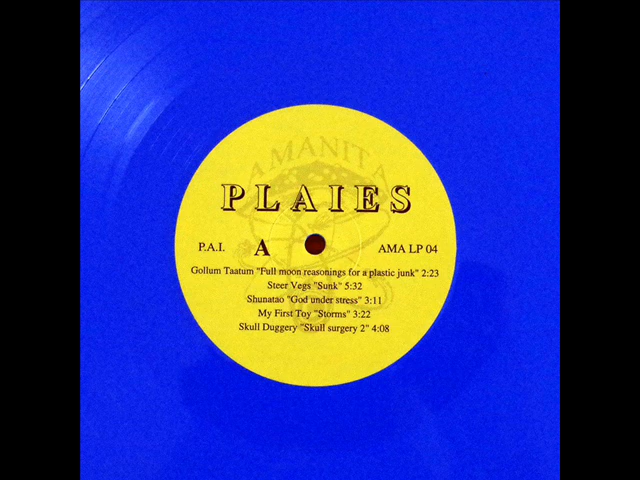 AMANITA
PLAIES
P.A.I. A AMA LP 04
Gollum Taatum "Full moon reasonings for a plastic junk" 2:23
Steer Vegs "Sunk" 5:32
Shunatao "God under stress" 3:11
My First Toy "Storms" 3:22
Skull Duggery "Skull surgery 2" 4:08